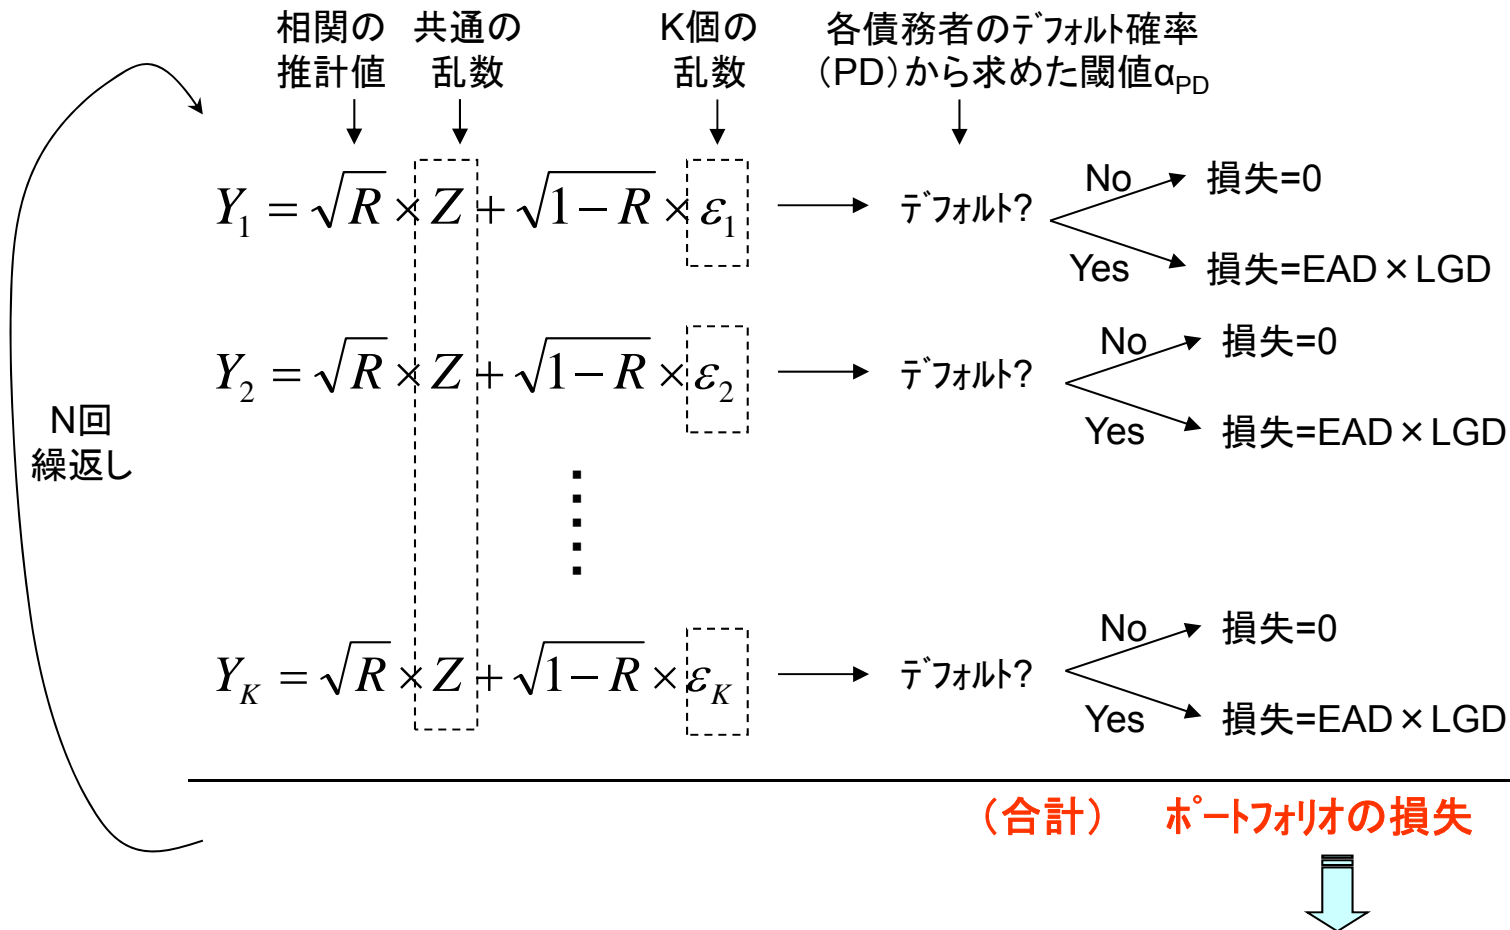 相関の 共通の K個の 各債務者のデフォルト確率
推計値 乱数 乱数 (PD)から求めた閾値αPD
Y₁ = √R × Z + √1−R × ε₁ デフォルト? No 損失=0
Yes 損失=EAD×LGD
Y₂ = √R × Z + √1−R × ε₂ デフォルト? No 損失=0
Yes 損失=EAD×LGD
N回
繰返し
Y_K = √R × Z + √1−R × ε_K デフォルト? No 損失=0
Yes 損失=EAD×LGD
(合計) ポートフォリオの損失